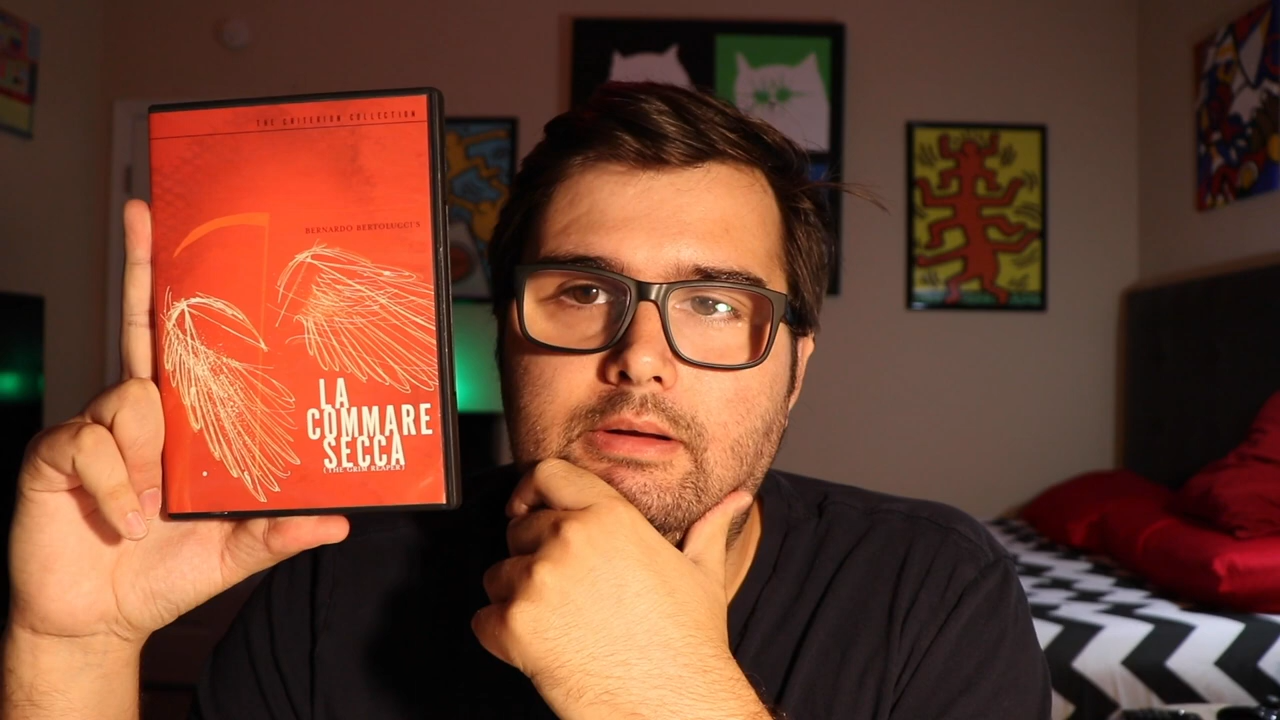 THE CRITERION COLLECTION
BERNARDO BERTOLUCCI'S
LA
COMMARE
SECCA
(THE GRIM REAPER)